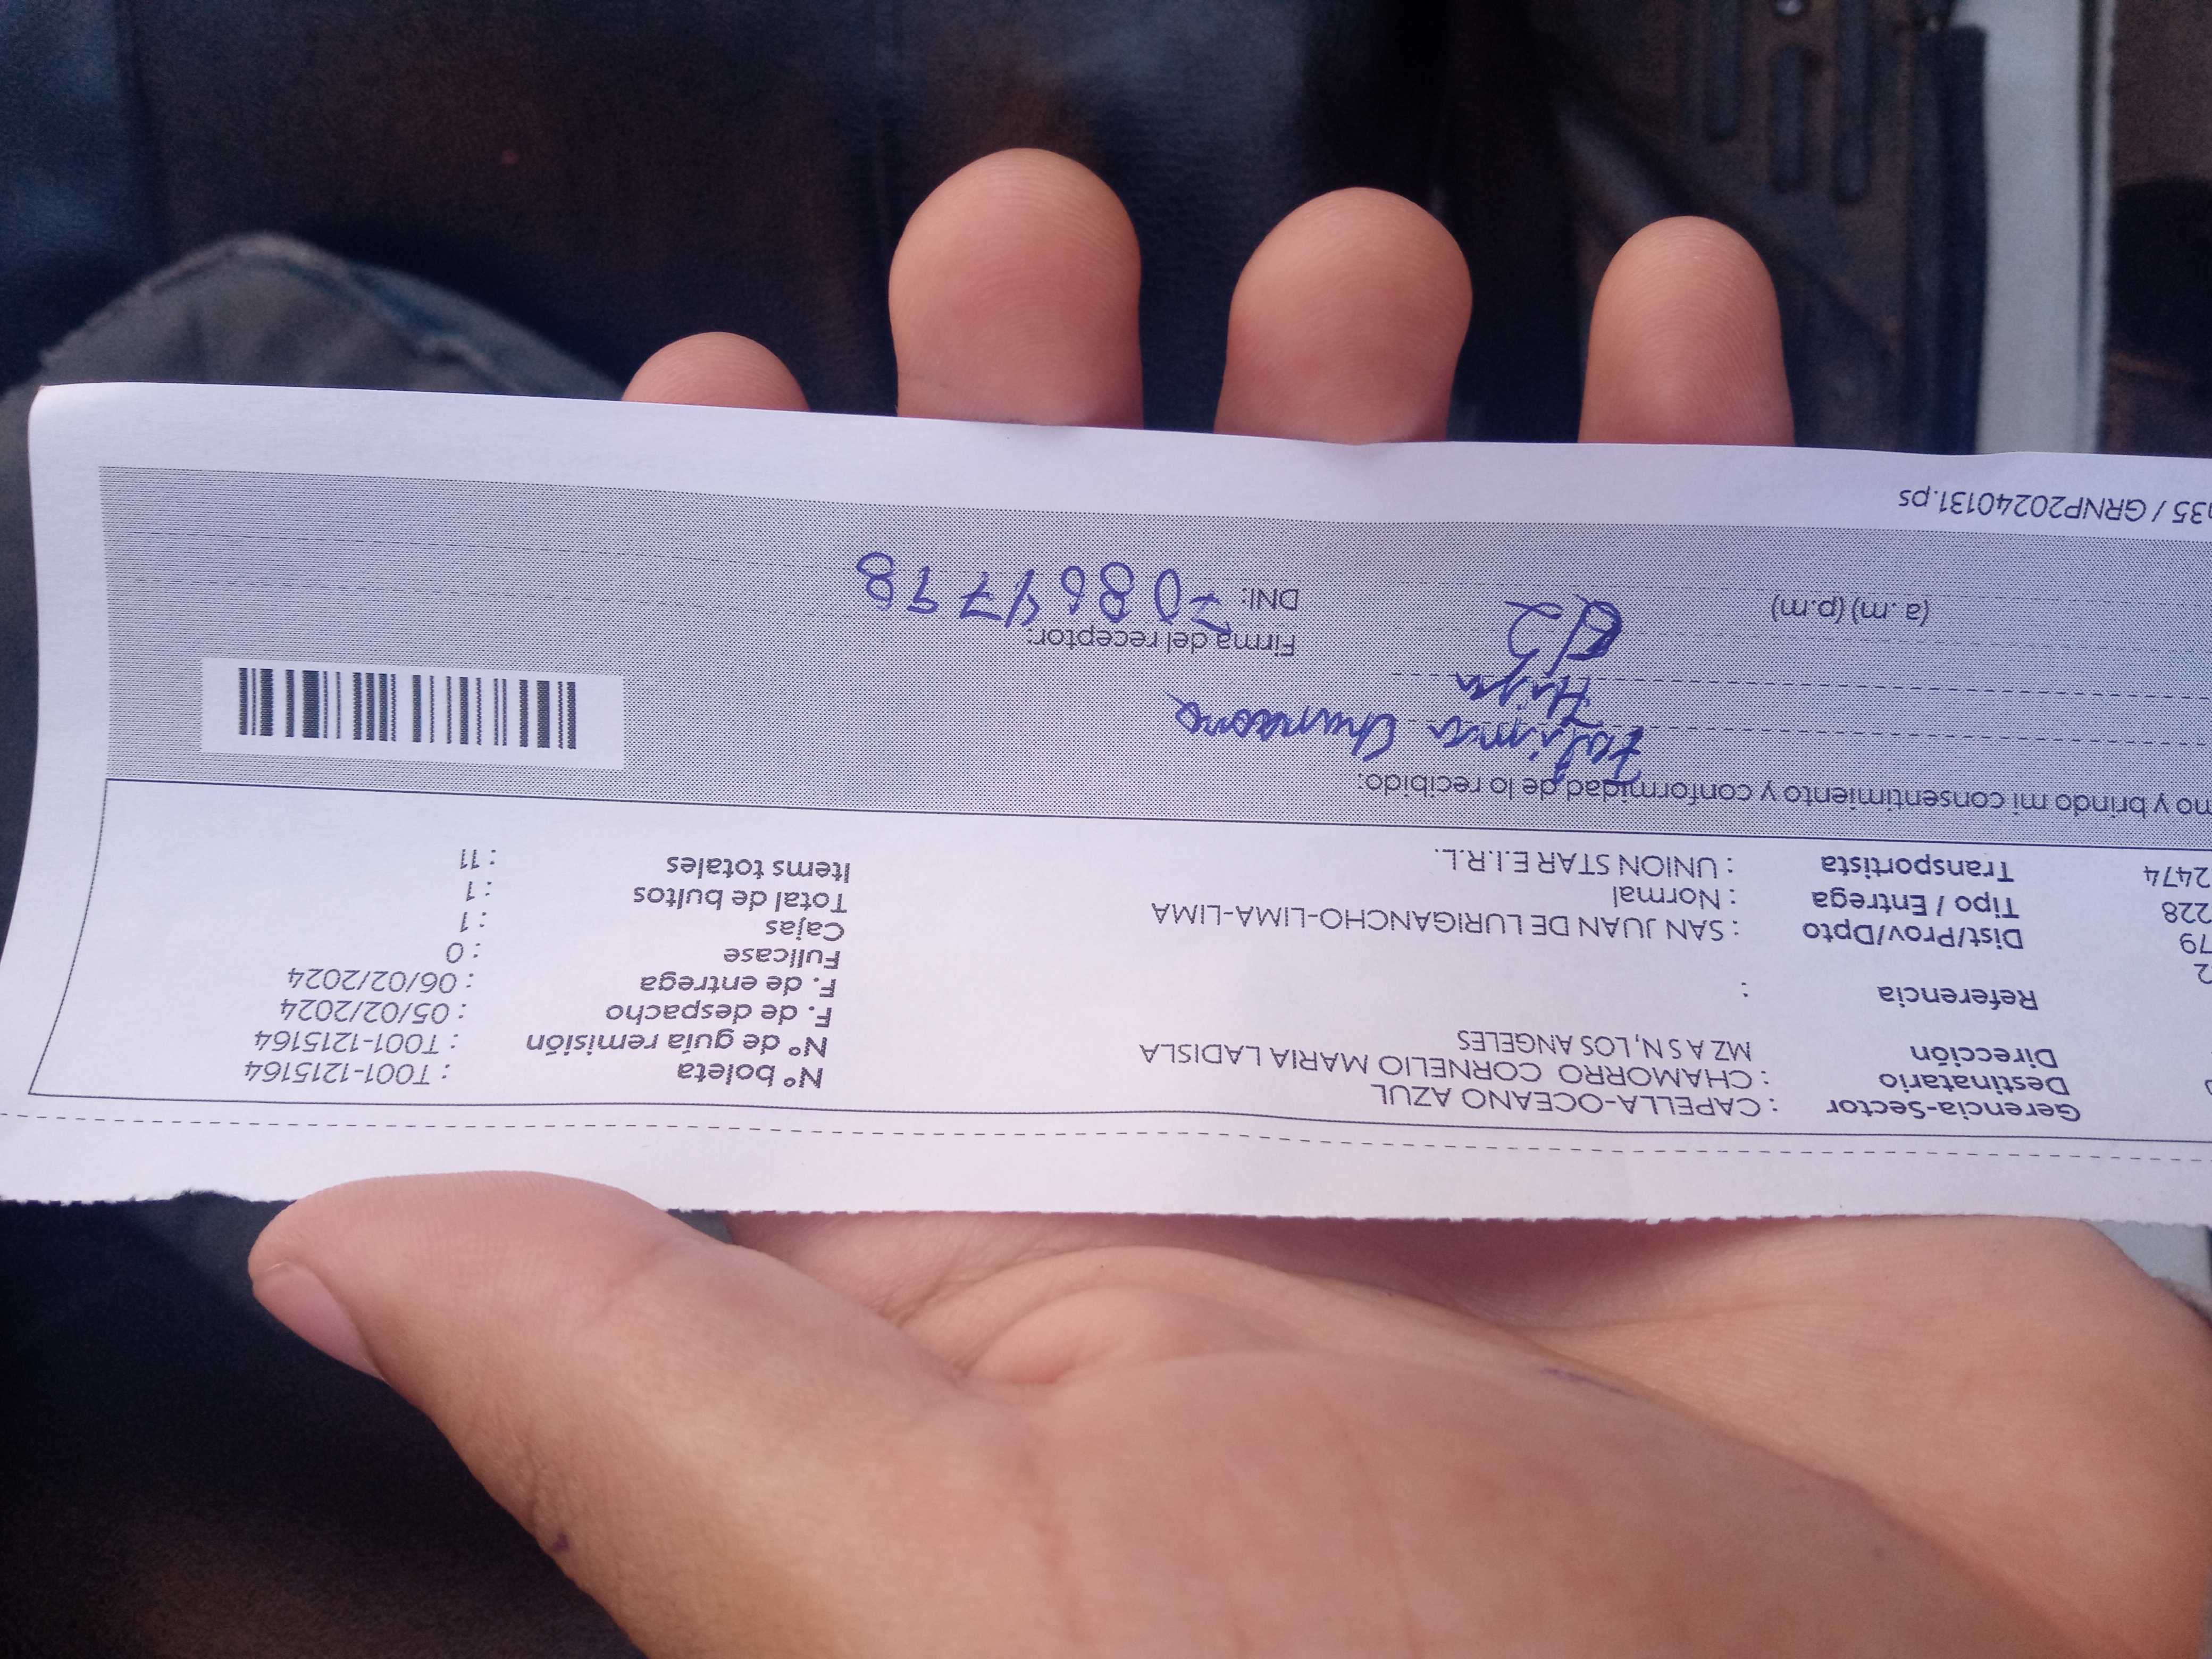 Gerencia-Sector : CAPELLA-OCEANO AZUL
Destinatario : CHAMORRO CORNELIO MARIA LADISLA
Dirección MZ A S N, LOS ANGELES
Referencia :
Dist/Prov/Dpto : SAN JUAN DE LURIGANCHO-LIMA-LIMA
Tipo / Entrega : Normal
Transportista : UNION STAR E.I.R.L.
2
79
228
2474
N° boleta : T001-1215164
N° de guía remisión : T001-1215164
F. de despacho : 05/02/2024
F. de entrega : 06/02/2024
Fullcase : 0
Cajas : 1
Total de bultos : 1
Items totales : 11
mo y brindo mi consentimiento y conformidad de lo recibido:
Fatima
Hija
6/2
(a. m) (p.m)
Firma del receptor:
DNI:
35 / GRNP20240131.ps